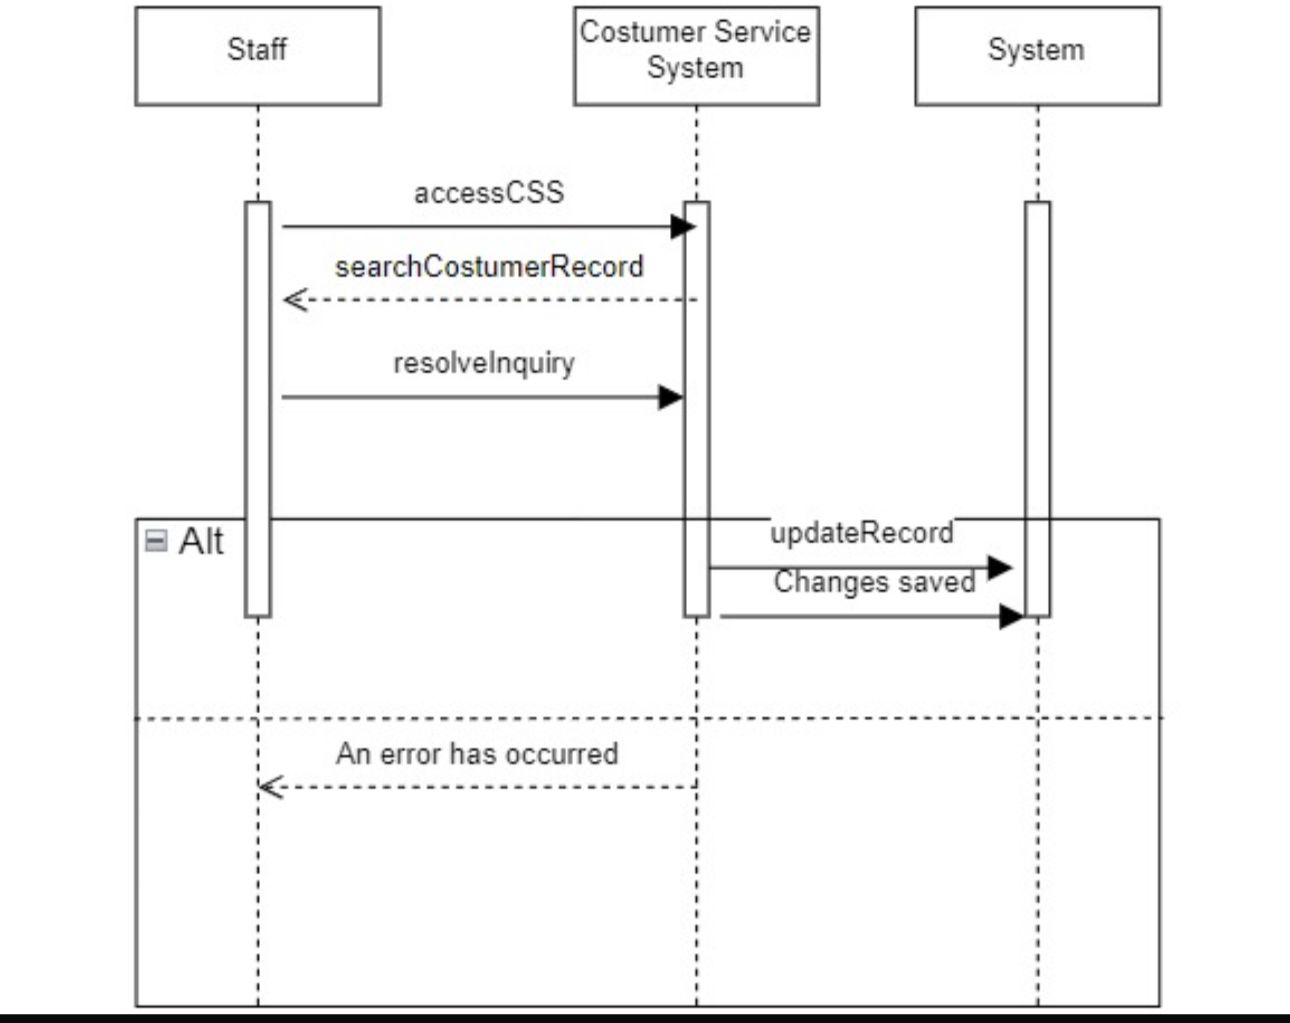 Staff
Costumer Service
System
System
accessCSS
searchCostumerRecord
resolveInquiry
Alt
updateRecord
Changes saved
An error has occurred